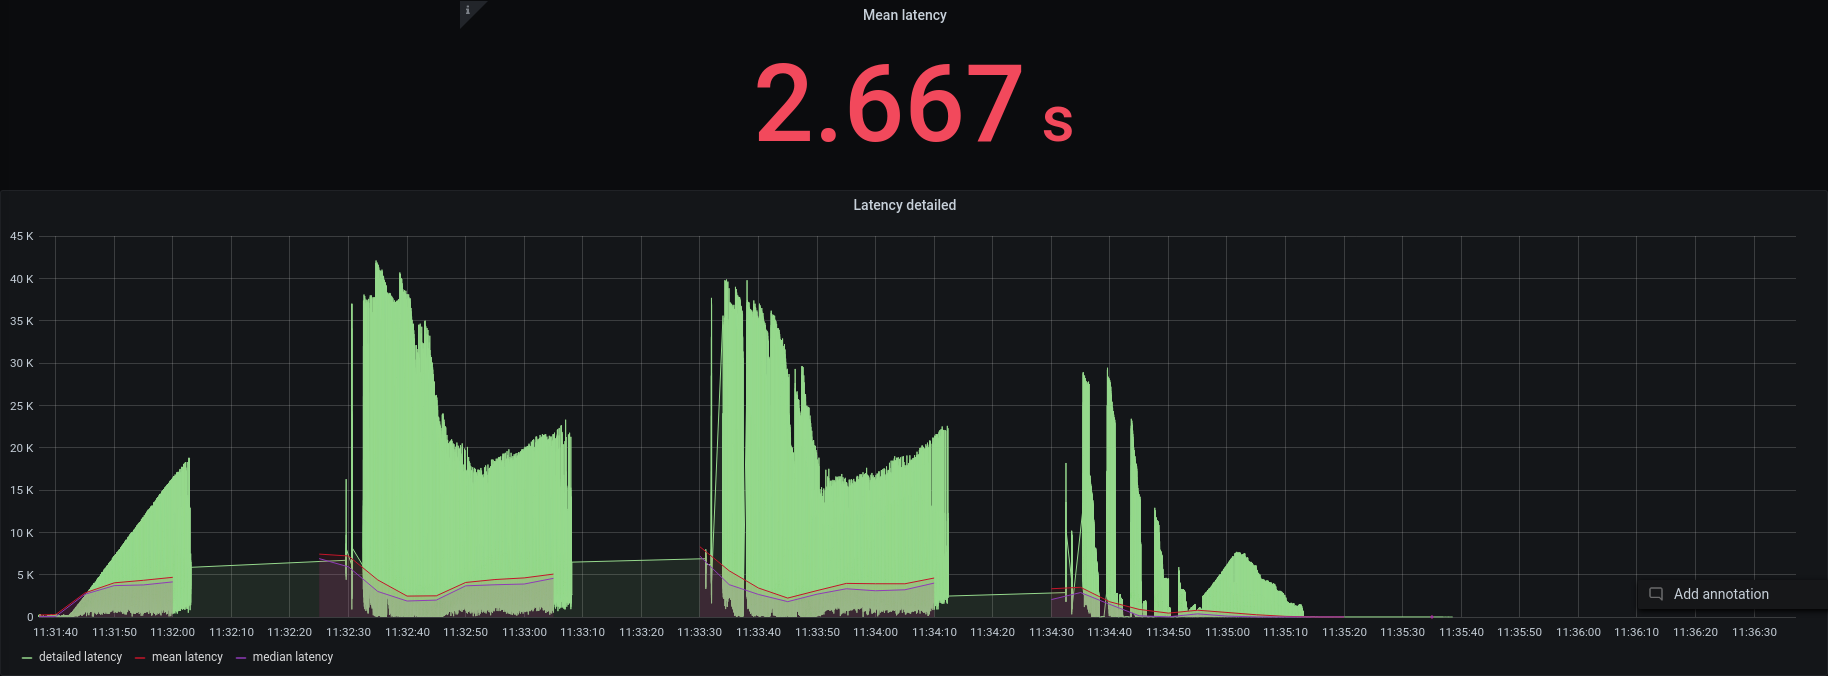 i
Mean latency
2.667 s
Latency detailed
45 K
40 K
35 K
30 K
25 K
20 K
15 K
10 K
5 K
0
11:31:40 11:31:50 11:32:00 11:32:10 11:32:20 11:32:30 11:32:40 11:32:50 11:33:00 11:33:10 11:33:20 11:33:30 11:33:40 11:33:50 11:34:00 11:34:10 11:34:20 11:34:30 11:34:40 11:34:50 11:35:00 11:35:10 11:35:20 11:35:30 11:35:40 11:35:50 11:36:00 11:36:10 11:36:20 11:36:30
Add annotation
detailed latency mean latency median latency